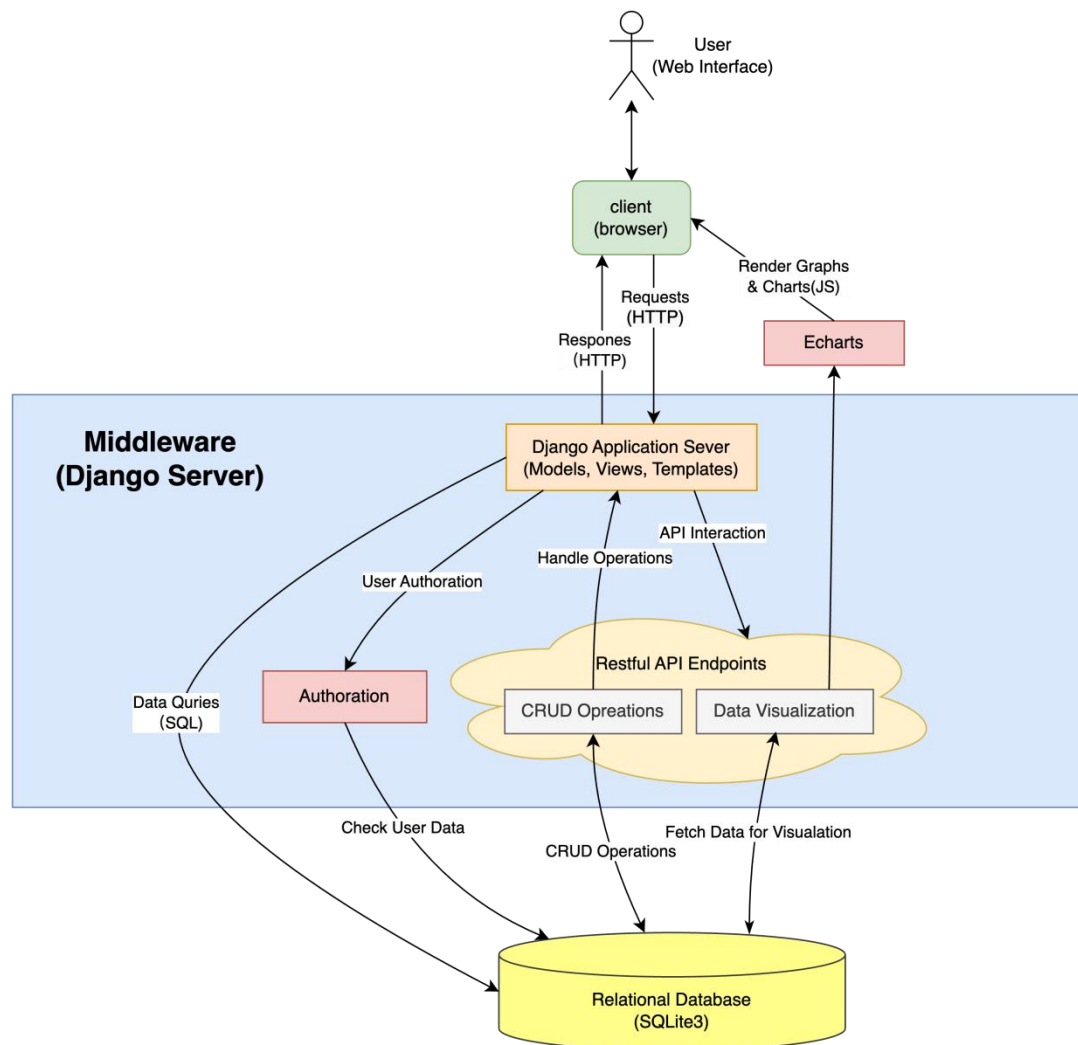 User
(Web Interface)
client
(browser)
Render Graphs
& Charts(JS)
Requests
(HTTP)
Respones
(HTTP)
Echarts
Middleware
(Django Server)
Django Application Sever
(Models, Views, Templates)
API Interaction
Handle Operations
User Authoration
Restful API Endpoints
Authoration
Data Quries
(SQL)
CRUD Opreations
Data Visualization
Check User Data
Fetch Data for Visualation
CRUD Operations
Relational Database
(SQLite3)